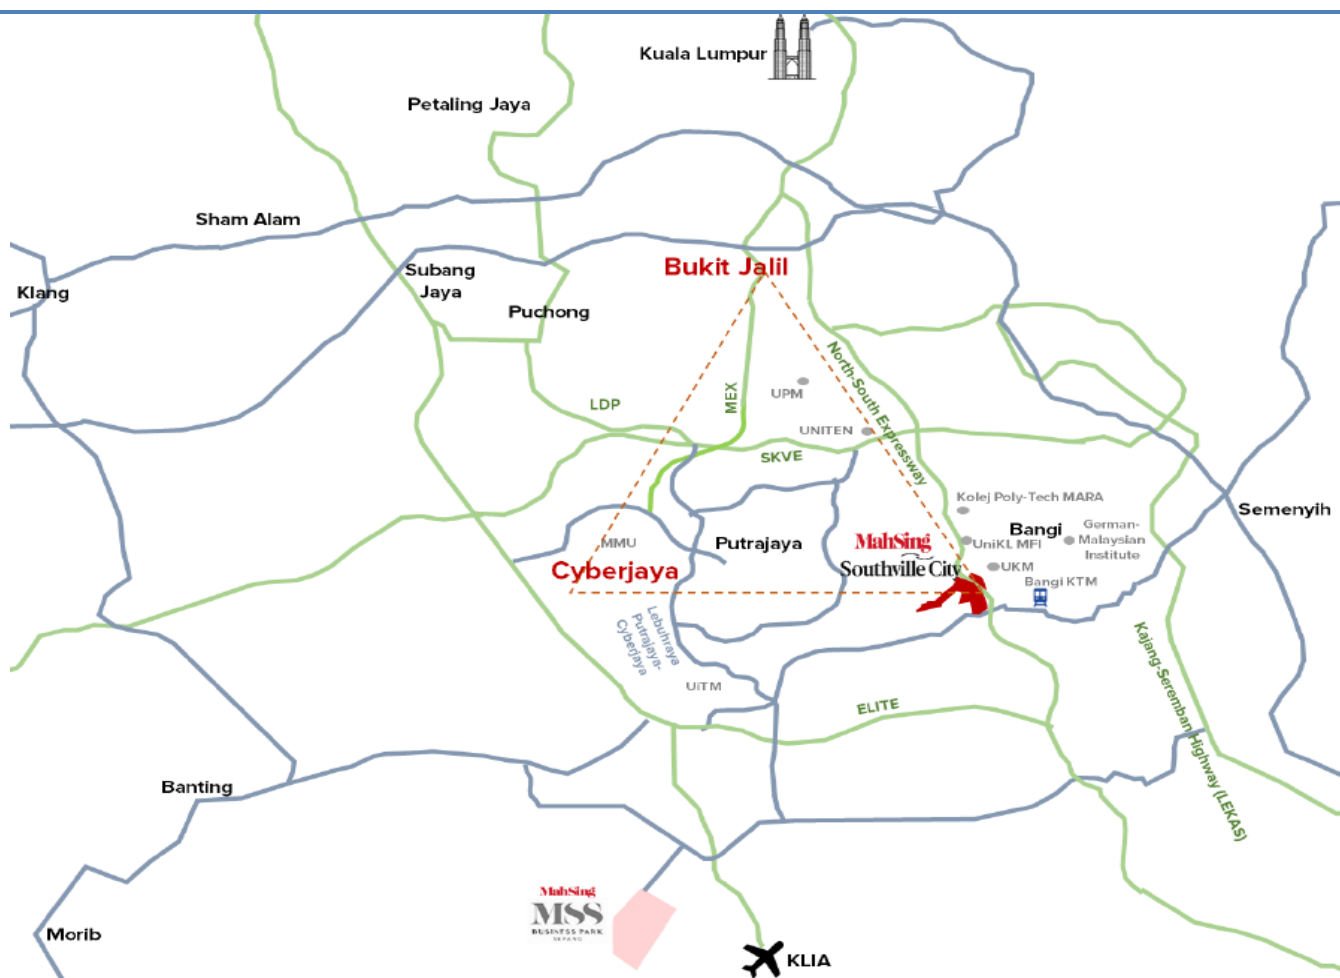 Kuala Lumpur
Petaling Jaya
Sham Alam
Subang
Jaya
Klang
Bukit Jalil
Puchong
North-South Expressway
MEX
UPM
LDP
UNITEN
SKVE
Kolej Poly-Tech MARA
Semenyih
Bangi
German-
Malaysian
Institute
MahSing
Southville City
UniKL MFI
UKM
Bangi KTM
MMU
Putrajaya
Cyberjaya
Lebuhraya
Putrajaya-
Cyberjaya
UiTM
ELITE
Kajang-Seremban Highway (LEKAS)
Banting
MahSing
MSS
BUSINESS PARK
SEPANG
Morib
KLIA